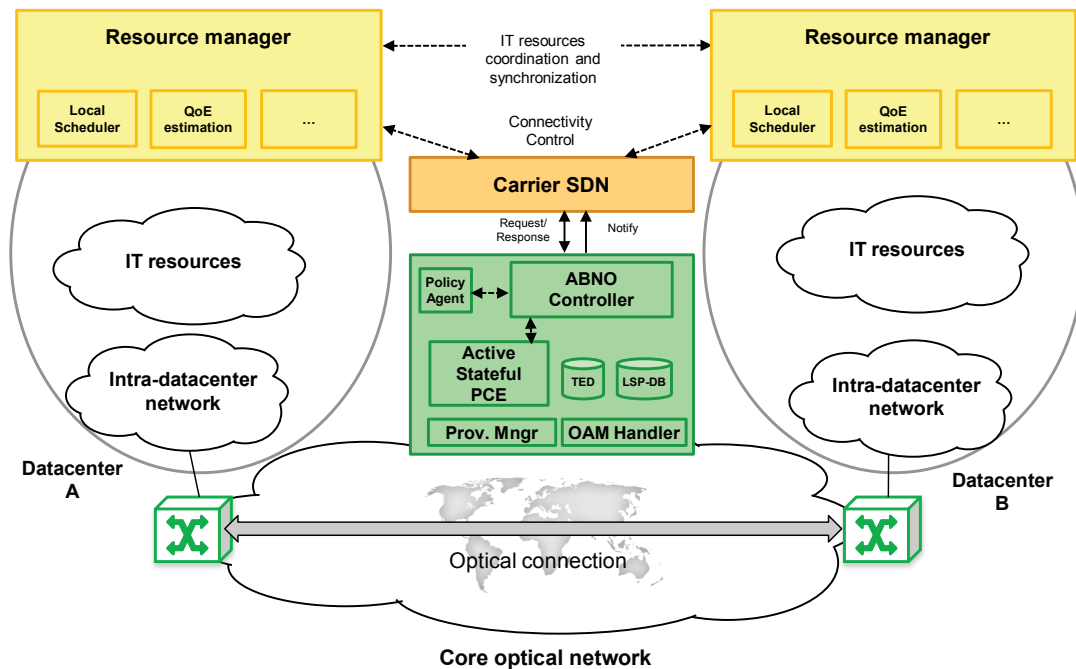 Resource manager
Local
Scheduler
QoE
estimation
...
IT resources
coordination and
synchronization
Resource manager
Local
Scheduler
QoE
estimation
...
Connectivity
Control
Carrier SDN
Request/
Response
Notify
IT resources
Intra-datacenter
network
Datacenter
A
Policy
Agent
ABNO
Controller
Active
Stateful
PCE
TED
LSP-DB
Prov. Mngr
OAM Handler
IT resources
Intra-datacenter
network
Datacenter
B
Optical connection
Core optical network